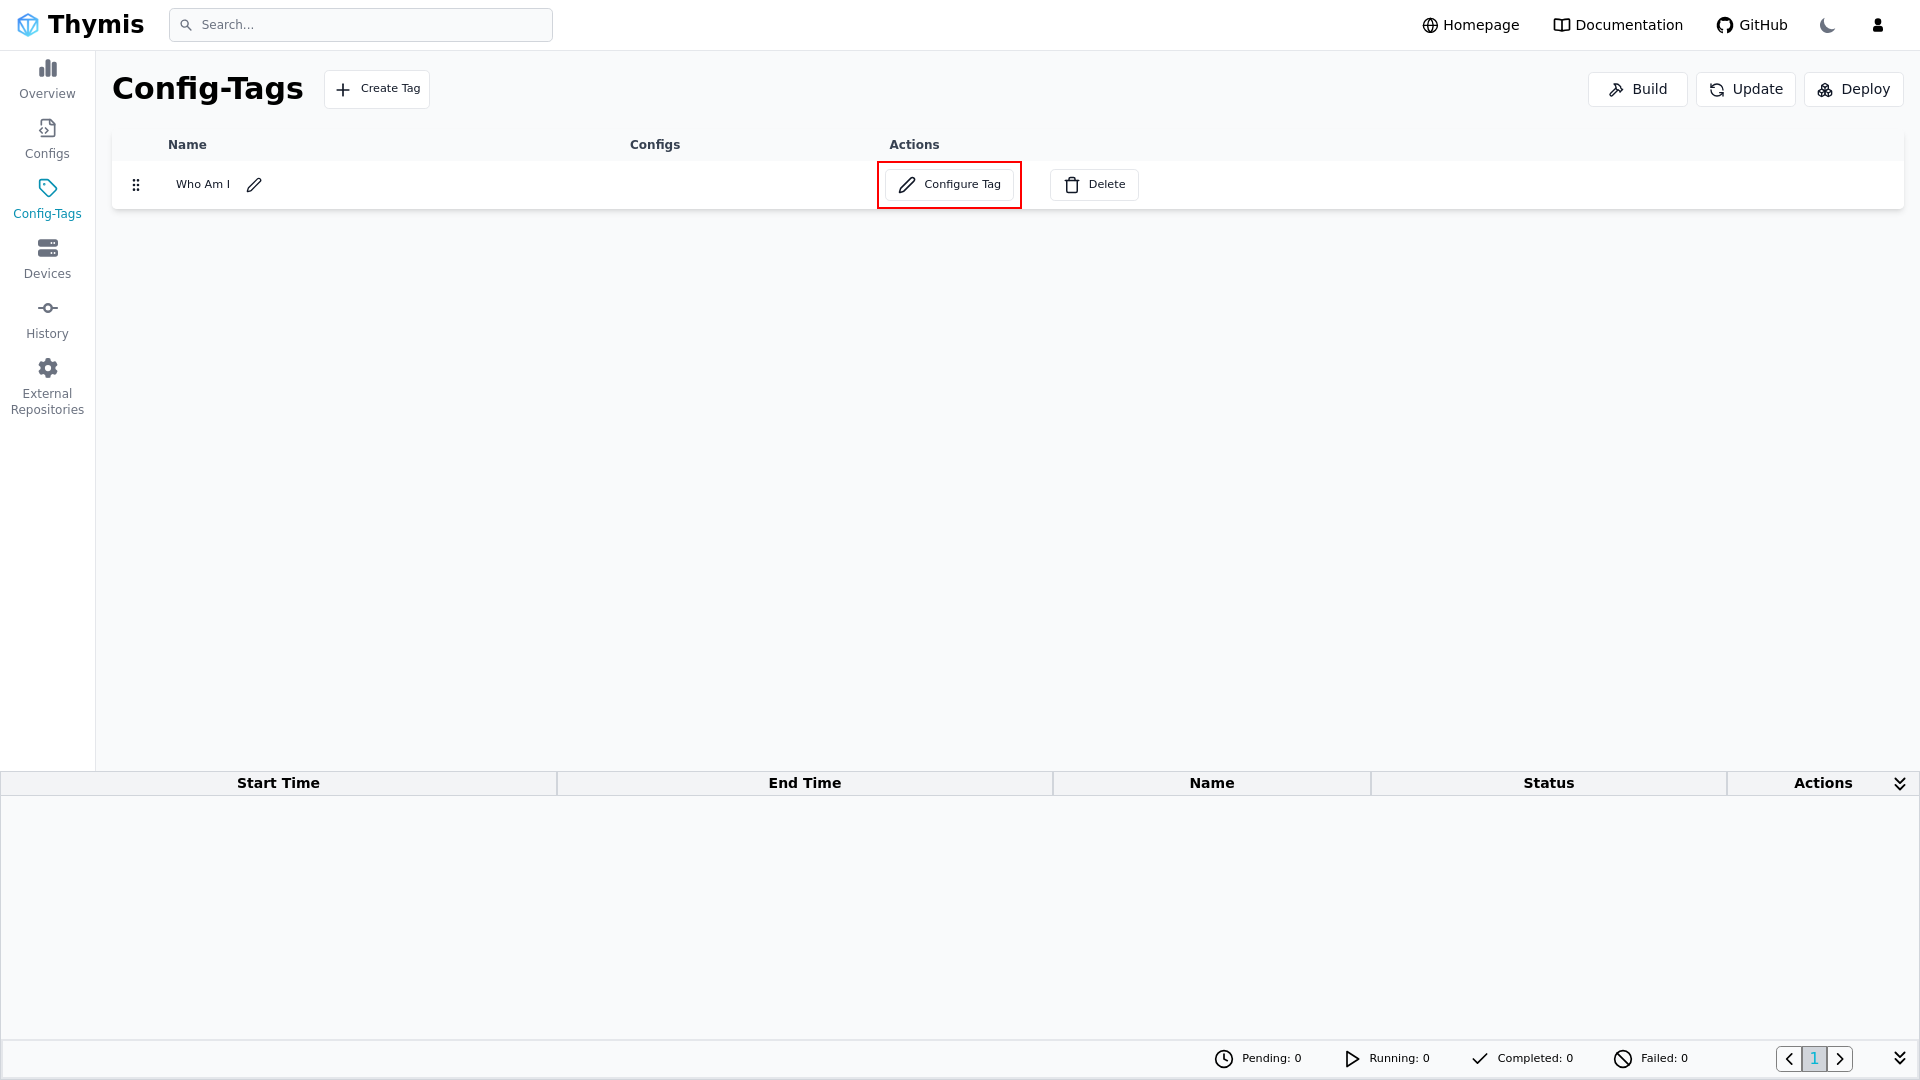 Thymis
Search...
Homepage
Documentation
GitHub
Overview
Configs
Config-Tags
Devices
History
External
Repositories
Config-Tags
Create Tag
Build
Update
Deploy
Name Configs Actions
Who Am I Configure Tag Delete
Start Time End Time Name Status Actions
Pending: 0 Running: 0 Completed: 0 Failed: 0 1